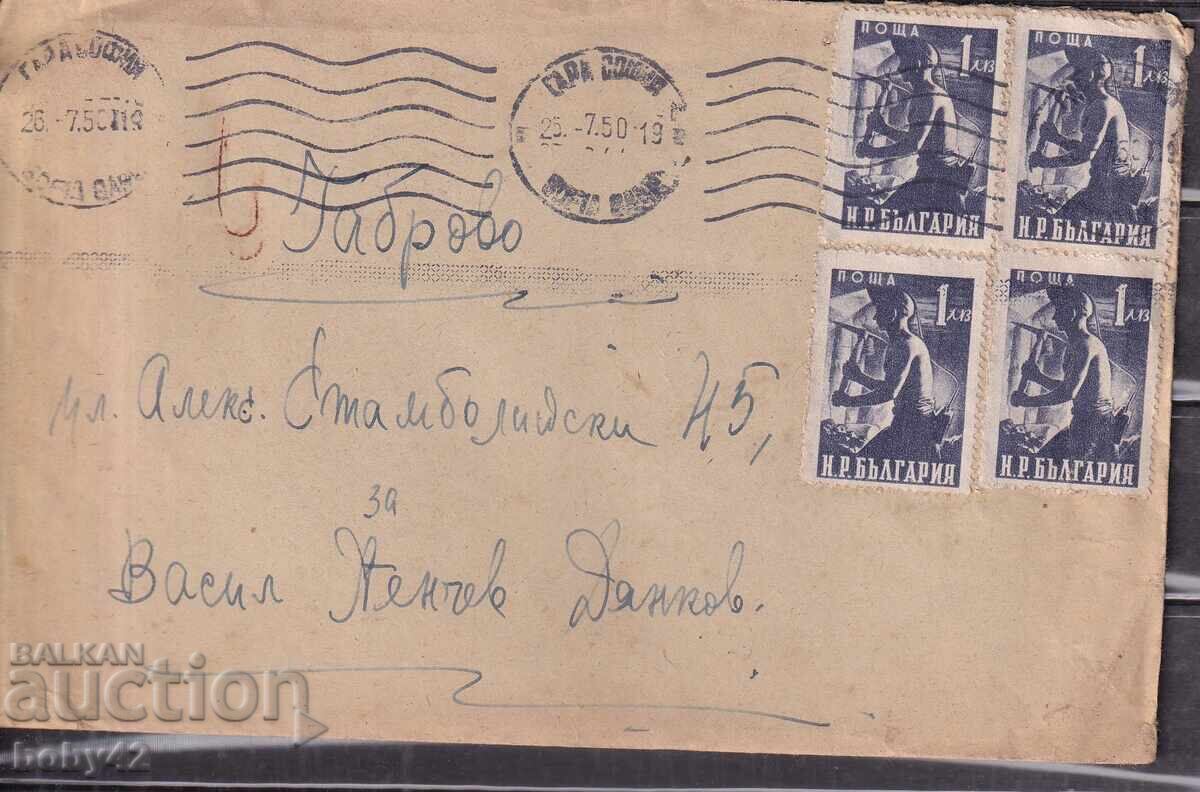 ГАРА СОФИЯ
26. -7.50 19
ГАРА СОФИЯ
25. -7.50-19
ПОЩА
1 ЛВ
Н.Р.БЪЛГАРИЯ
ПОЩА
1 ЛВ
Н.Р.БЪЛГАРИЯ
ПОЩА
1 ЛВ
Н.Р.БЪЛГАРИЯ
ПОЩА
1 ЛВ
Н.Р.БЪЛГАРИЯ
Габрово
ул. Алекс. Стамболийски 45,
за
Васил Пенчев Данков.
BALKAN
auction
boby42